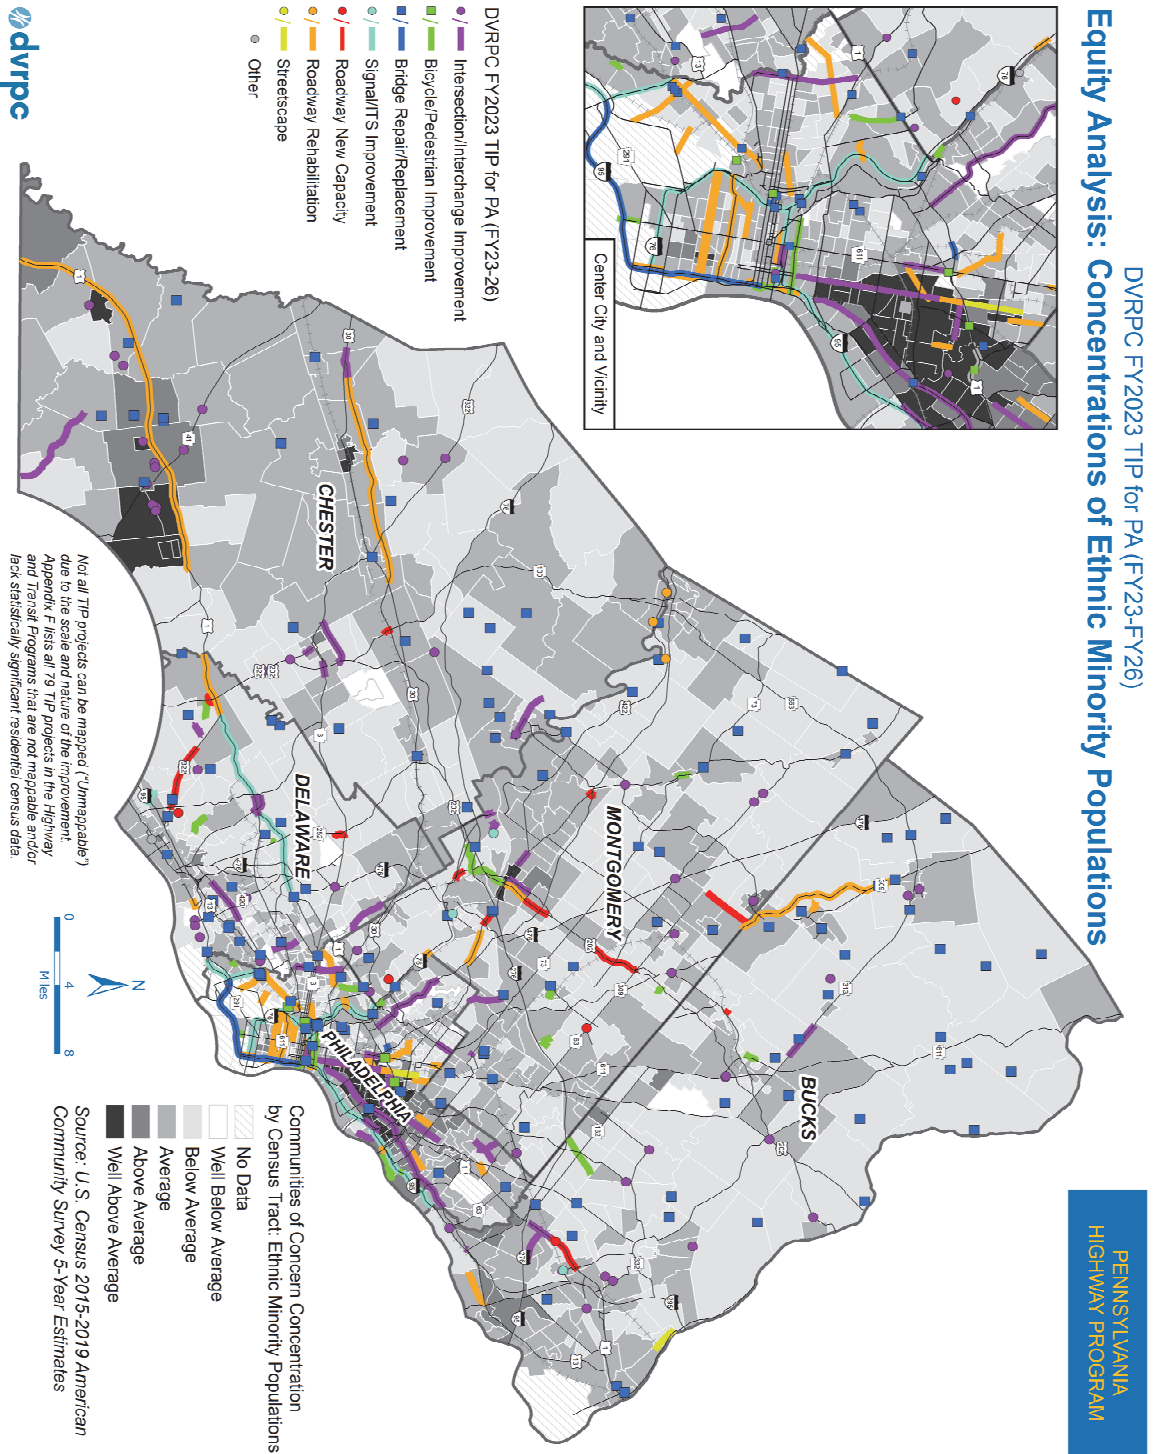 DVRPC FY2023 TIP for PA (FY23-FY26)
Equity Analysis: Concentrations of Ethnic Minority Populations
PENNSYLVANIA
HIGHWAY PROGRAM
Center City and Vicinity
DVRPC FY2023 TIP for PA (FY23-26)
Intersection/Interchange Improvement
Bicycle/Pedestrian Improvement
Bridge Repair/Replacement
Signal/ITS Improvement
Roadway New Capacity
Roadway Rehabilitation
Streetscape
Other
dvrpc
CHESTER
DELAWARE
MONTGOMERY
PHILADELPHIA
BUCKS
Not all TIP projects can be mapped ("Unmappable")
due to the scale and nature of the improvement.
Appendix F lists all 79 TIP projects in the Highway
and Transit Programs that are not mappable and/or
lack statistically significant residential census data.
N
0 4 8
Miles
Communities of Concern Concentration
by Census Tract: Ethnic Minority Populations
No Data
Well Below Average
Below Average
Average
Above Average
Well Above Average
Source: U.S. Census 2015-2019 American
Community Survey 5-Year Estimates